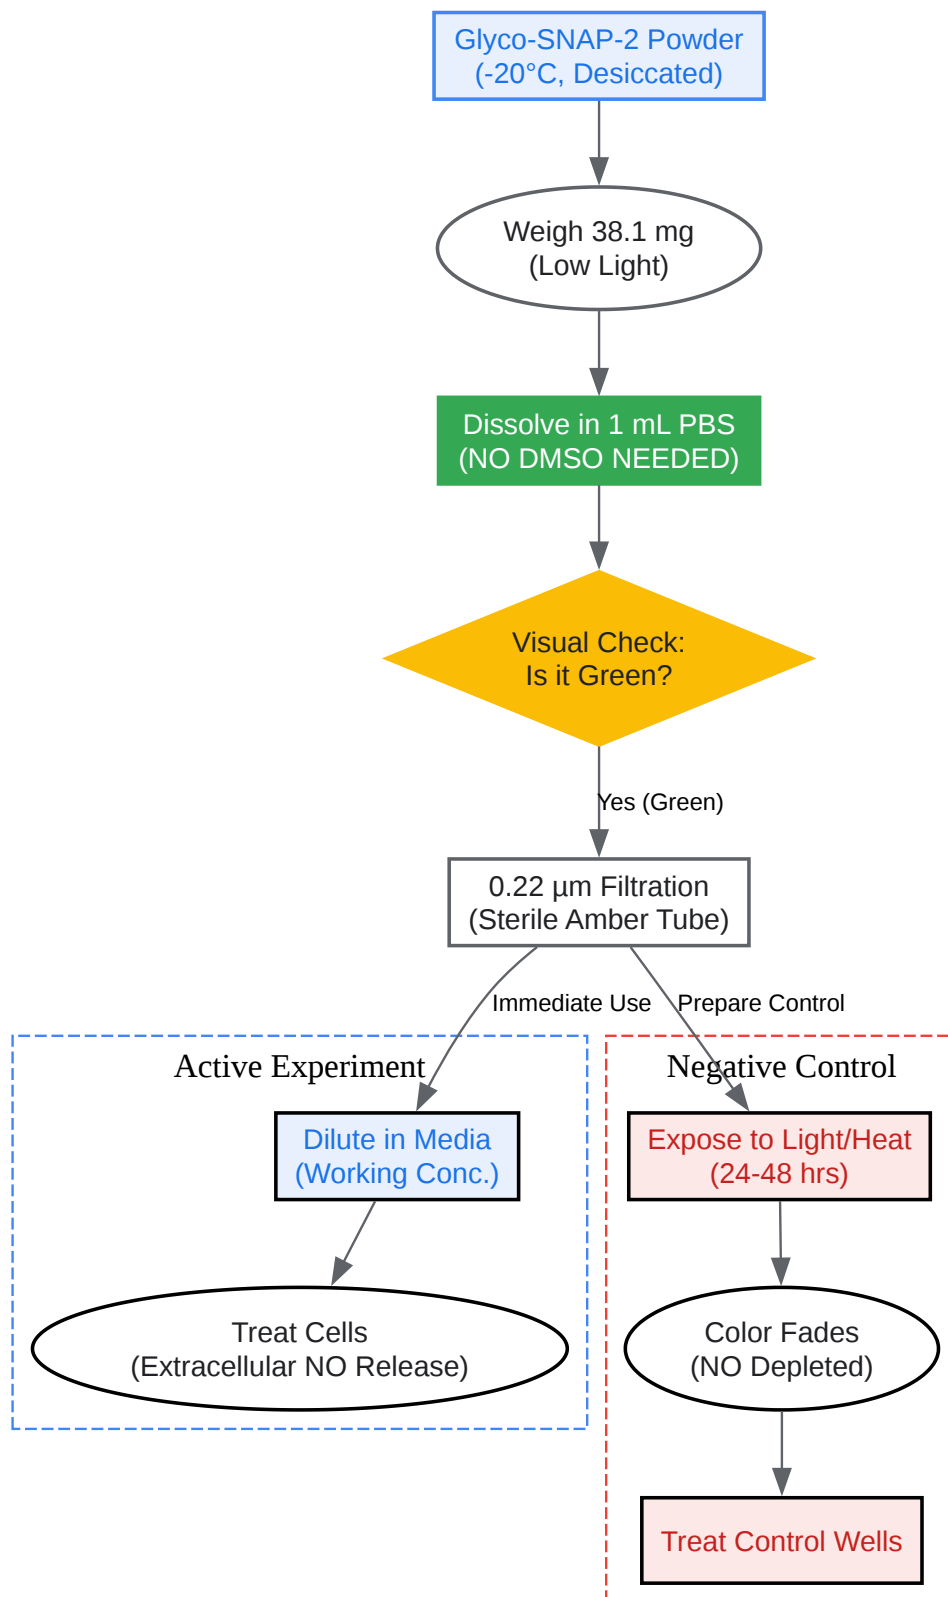 Glyco-SNAP-2 Powder
(-20°C, Desiccated)
Weigh 38.1 mg
(Low Light)
Dissolve in 1 mL PBS
(NO DMSO NEEDED)
Visual Check:
Is it Green?
Yes (Green)
0.22 µm Filtration
(Sterile Amber Tube)
Immediate Use
Prepare Control
Active Experiment
Negative Control
Dilute in Media
(Working Conc.)
Expose to Light/Heat
(24-48 hrs)
Treat Cells
(Extracellular NO Release)
Color Fades
(NO Depleted)
Treat Control Wells